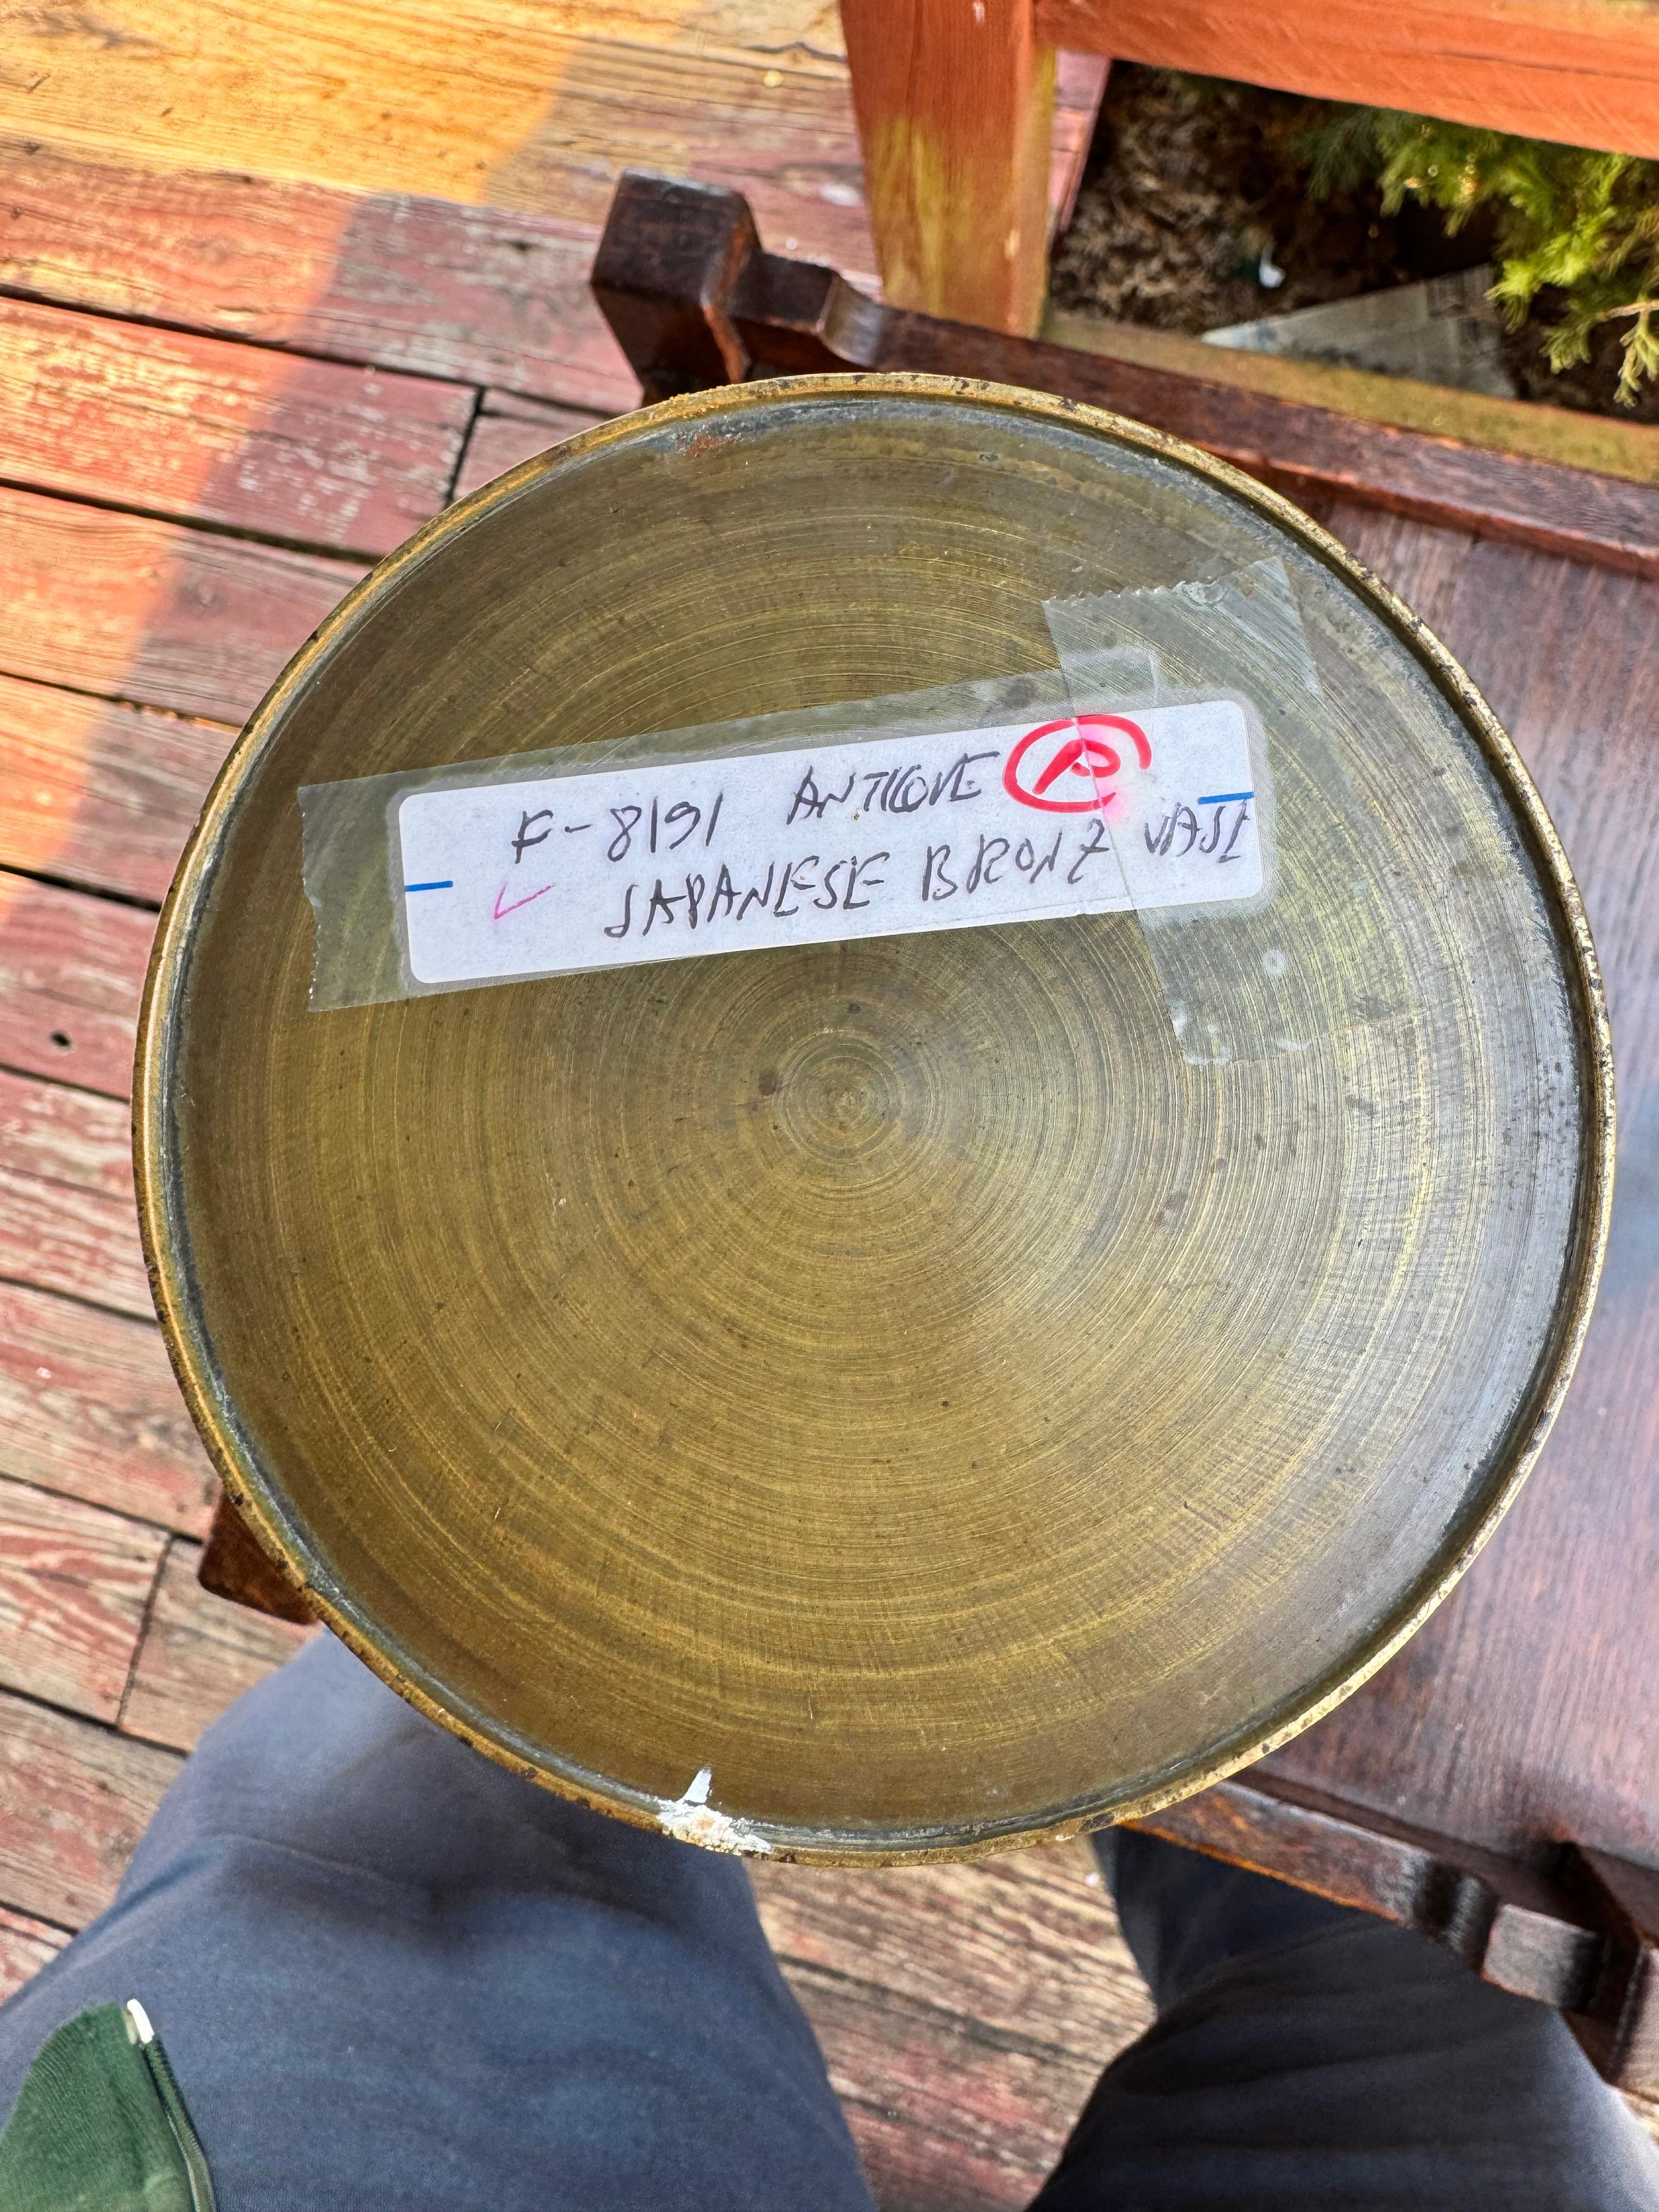 F-8191 ANTIQUE P
JAPANESE BRONZ VASE